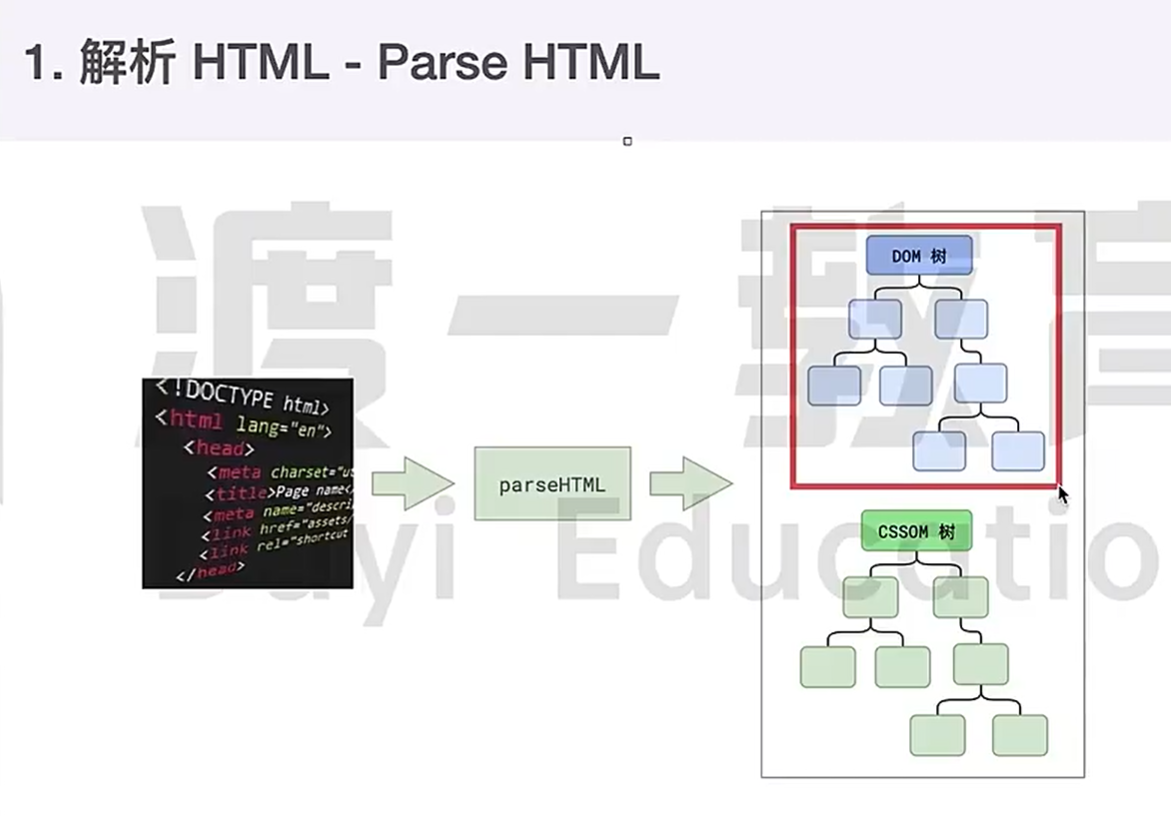 1. 解析 HTML - Parse HTML
渡一教育
Duyi Educatio
<!DOCTYPE html>
<html lang="en">
<head>
<meta charset="ut
<title>Page name</
<meta name="descri
<link href="assets/
<link rel="shortcut
</head>
parseHTML
DOM 树
CSSOM 树